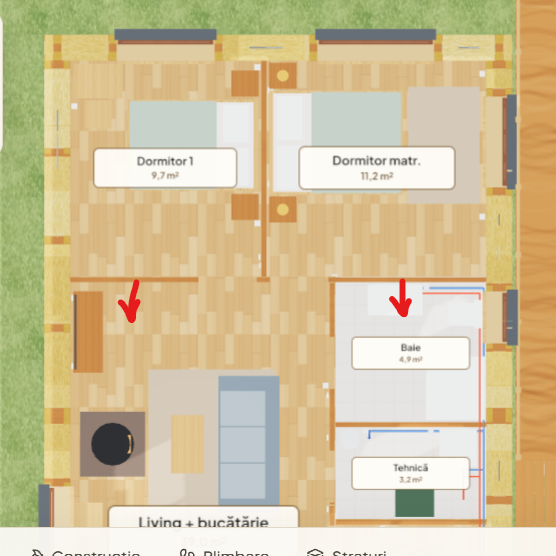 Dormitor 1
9,7 m²
Dormitor matr.
11,2 m²
Baie
4,9 m²
Tehnică
3,2 m²
Living + bucătărie
Construcție
Plimbare
Straturi